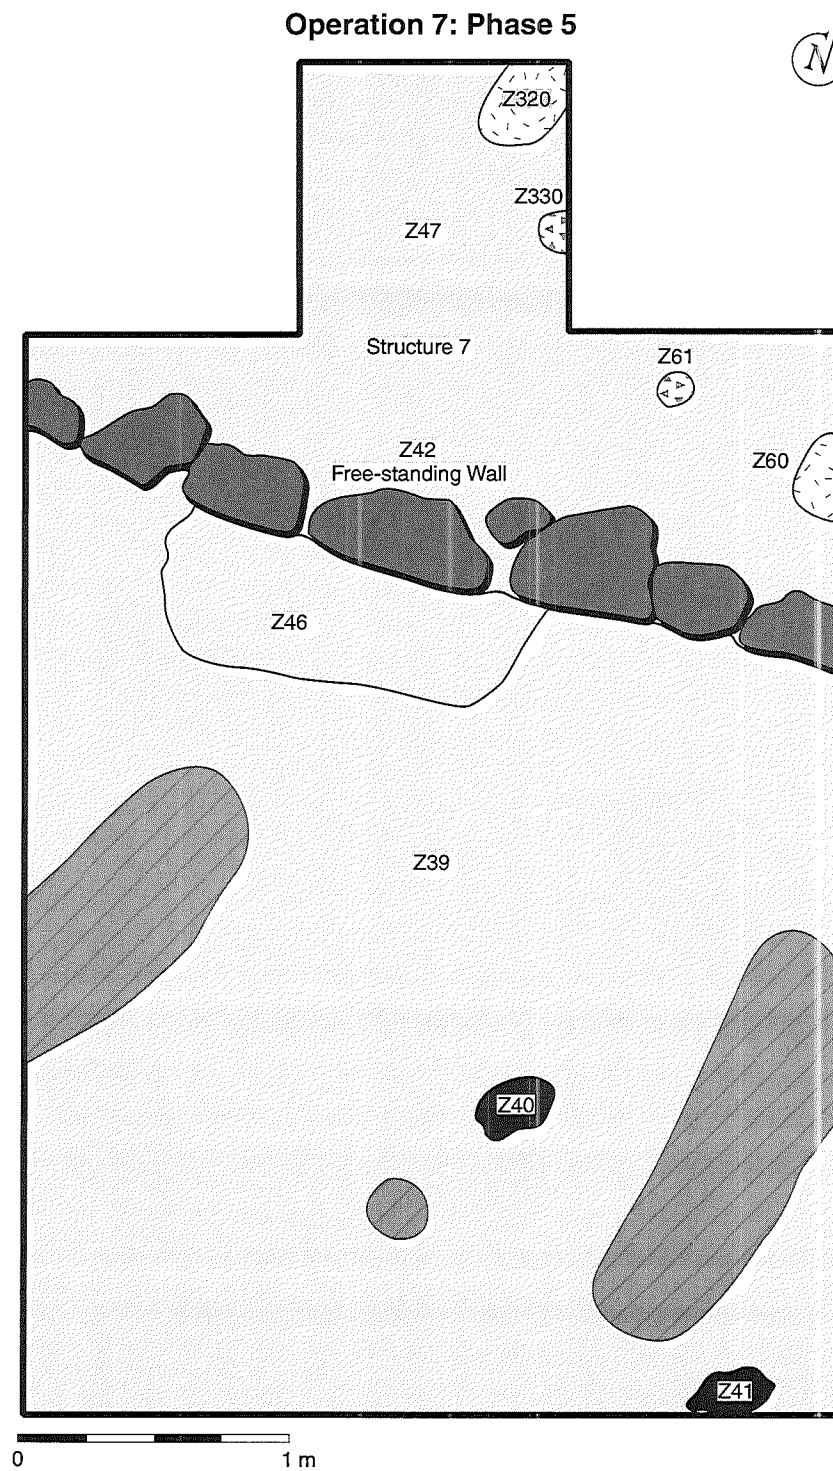 Operation 7: Phase 5
N
Z320
Z330
Z47
Structure 7
Z61
Z42
Free-standing Wall
Z60
Z46
Z39
Z40
Z41
0 1 m